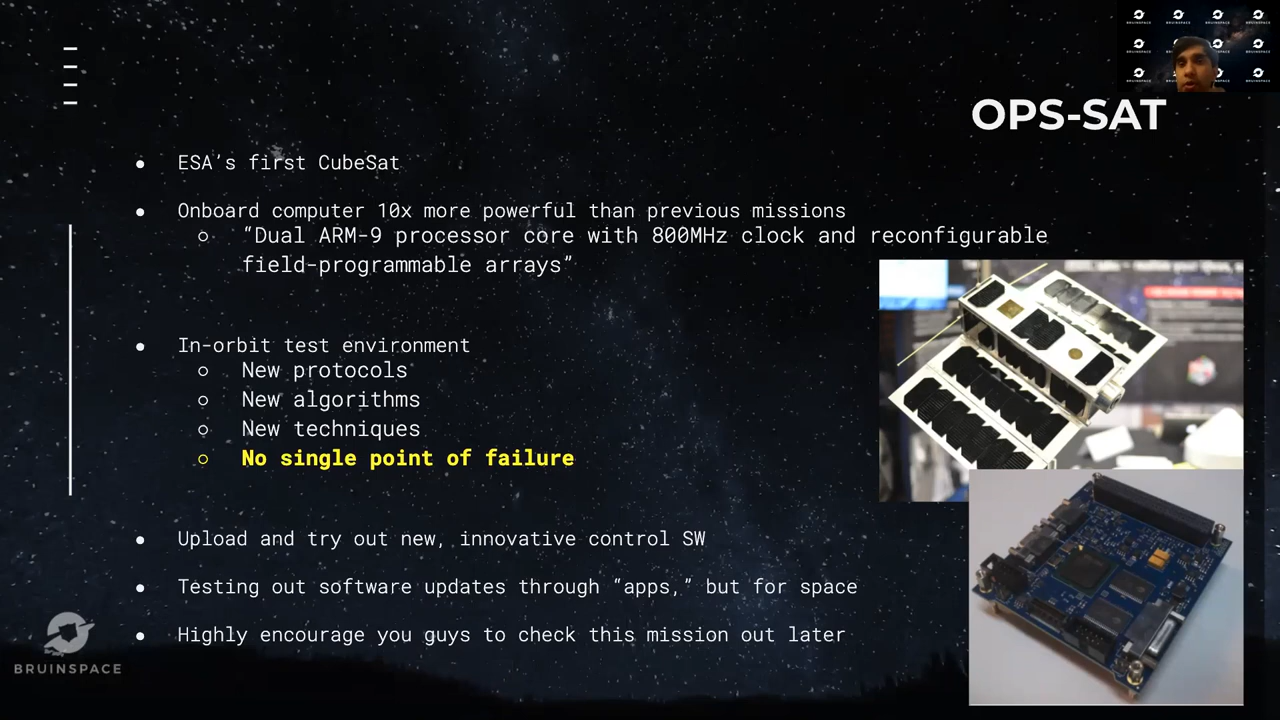 OPS-SAT
● ESA’s first CubeSat
● Onboard computer 10x more powerful than previous missions
○ “Dual ARM-9 processor core with 800MHz clock and reconfigurable
field-programmable arrays”
● In-orbit test environment
○ New protocols
○ New algorithms
○ New techniques
○ No single point of failure
● Upload and try out new, innovative control SW
● Testing out software updates through “apps,” but for space
● Highly encourage you guys to check this mission out later
BRUINSPACE